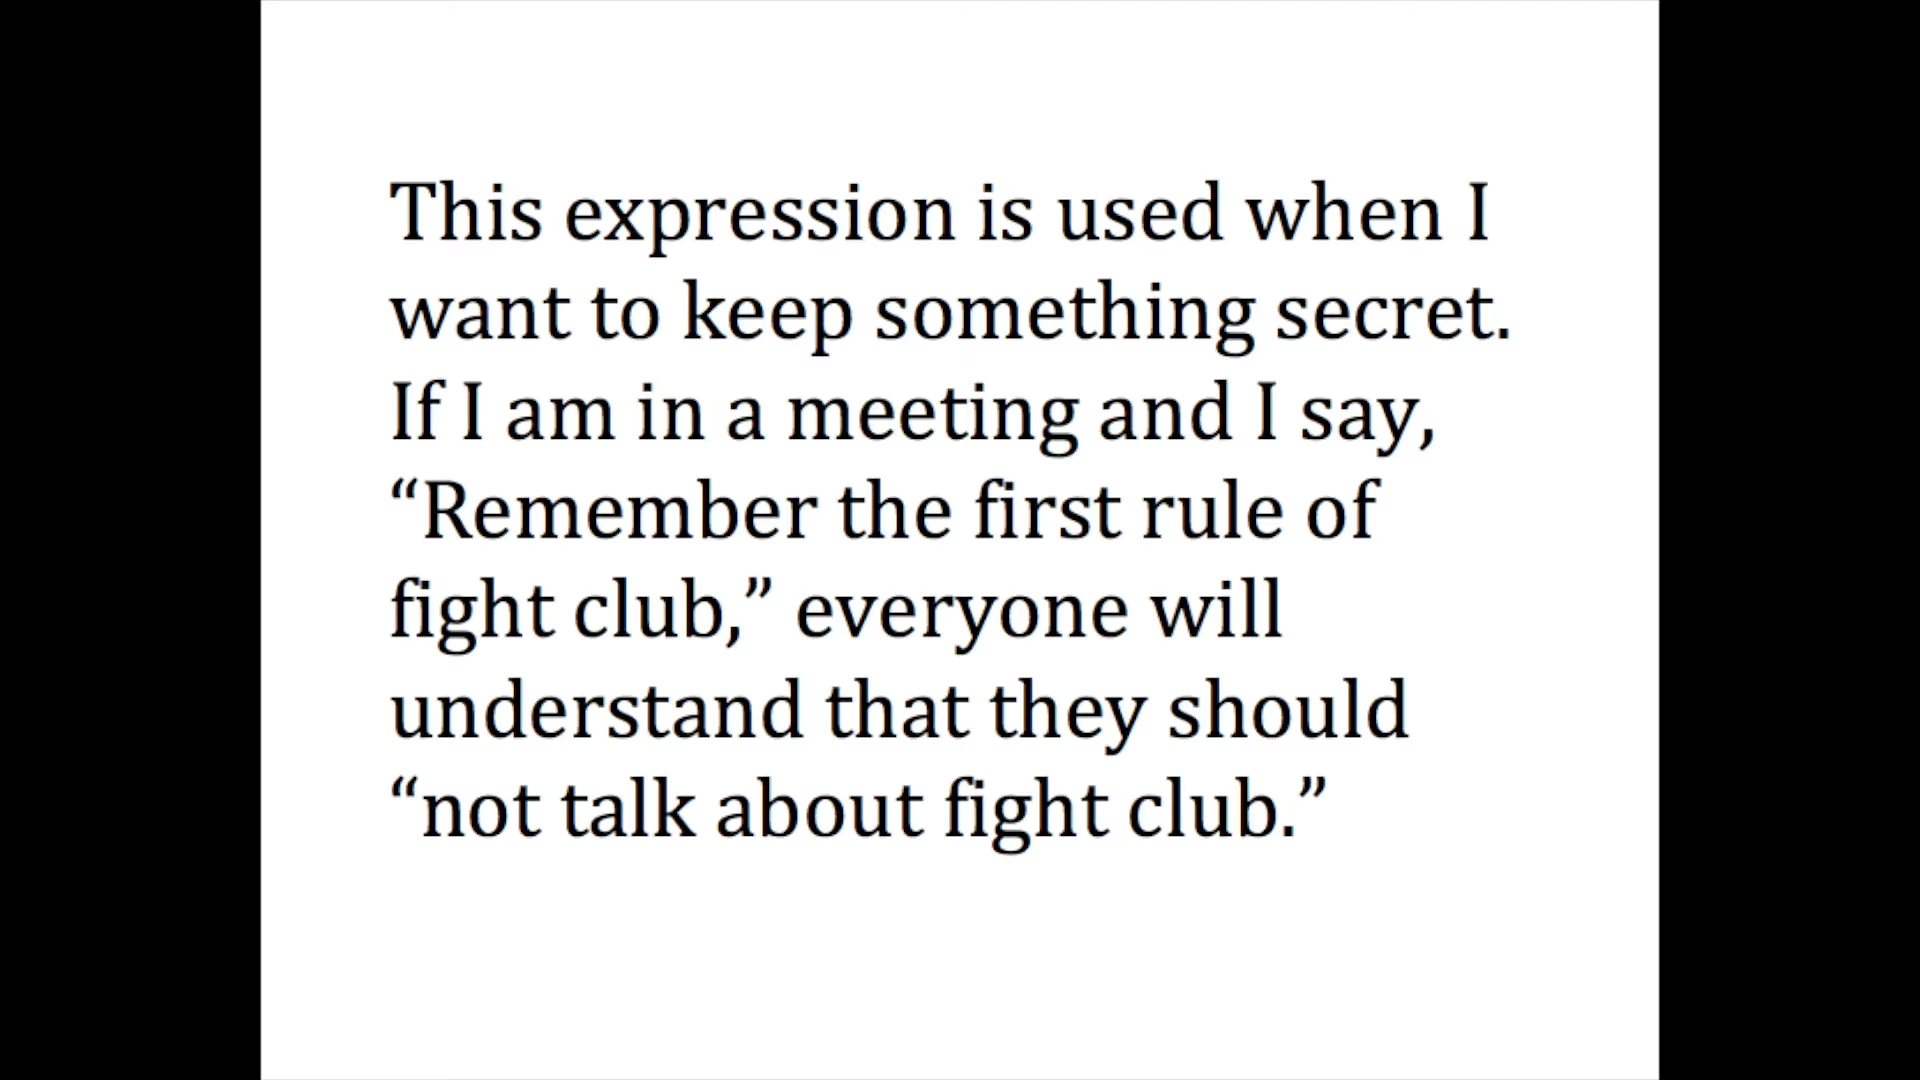 This expression is used when I
want to keep something secret.
If I am in a meeting and I say,
“Remember the first rule of
fight club,” everyone will
understand that they should
“not talk about fight club.”